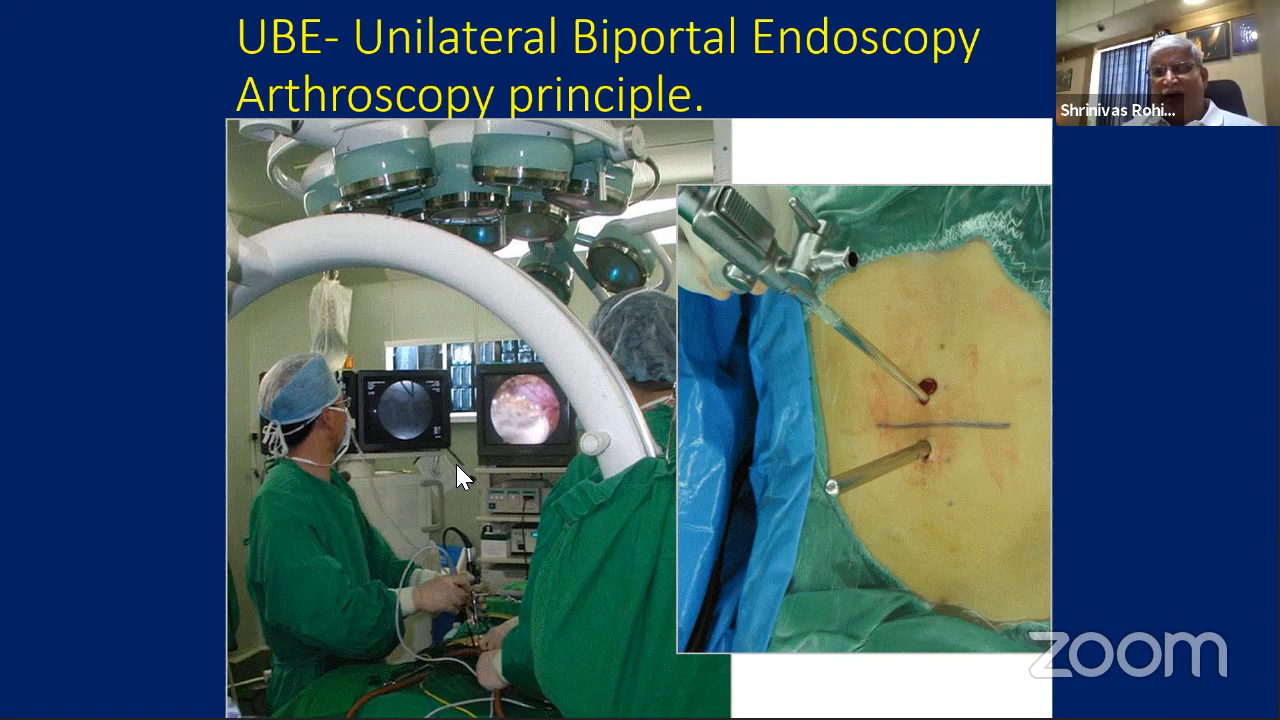 UBE- Unilateral Biportal Endoscopy
Arthroscopy principle.
Shrinivas Rohi...
zoom